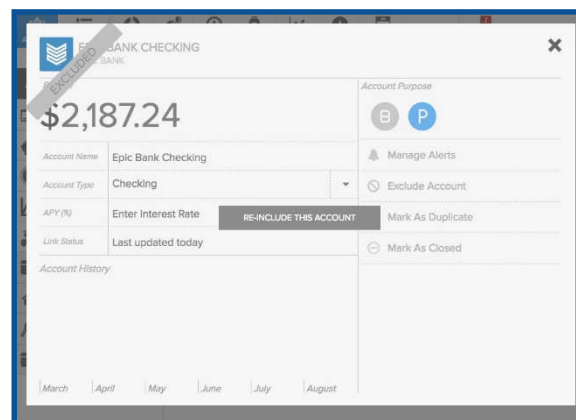 EXCLUDED
BANK CHECKING
BANK
Account Purpose
$2,187.24
B P
Account Name Epic Bank Checking
Manage Alerts
Account Type Checking
Exclude Account
APY (%) Enter Interest Rate
RE-INCLUDE THIS ACCOUNT
Mark As Duplicate
Link Status Last updated today
Mark As Closed
Account History
March April May June July August